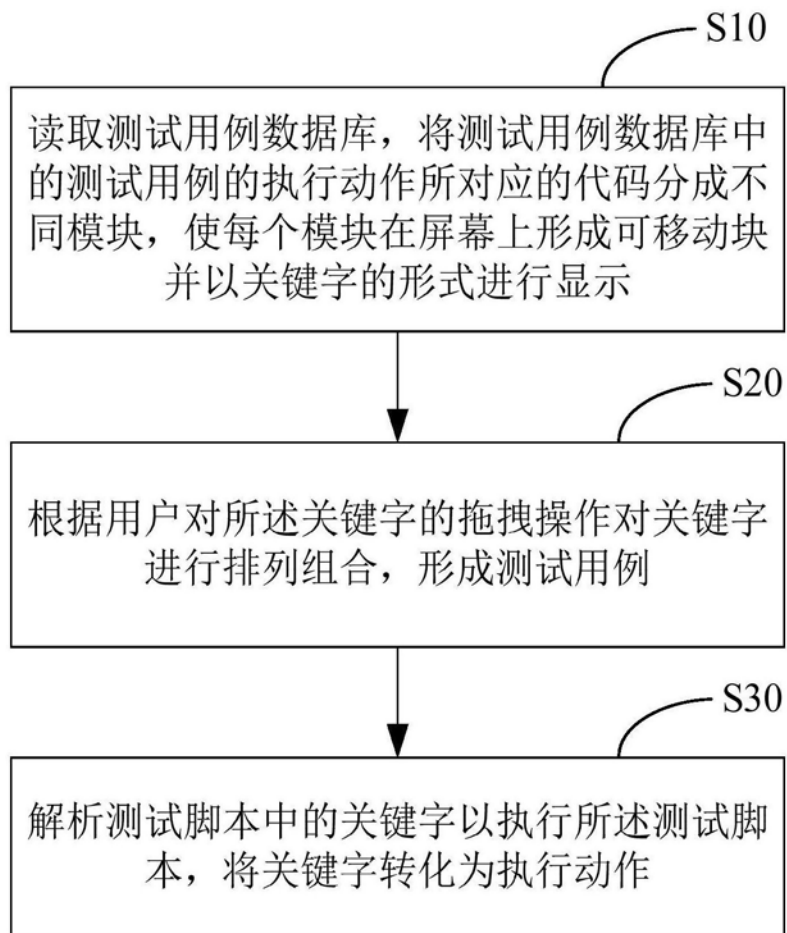 S10
读取测试用例数据库，将测试用例数据库中
的测试用例的执行动作所对应的代码分成不
同模块，使每个模块在屏幕上形成可移动块
并以关键字的形式进行显示
S20
根据用户对所述关键字的拖拽操作对关键字
进行排列组合，形成测试用例
S30
解析测试脚本中的关键字以执行所述测试脚
本，将关键字转化为执行动作